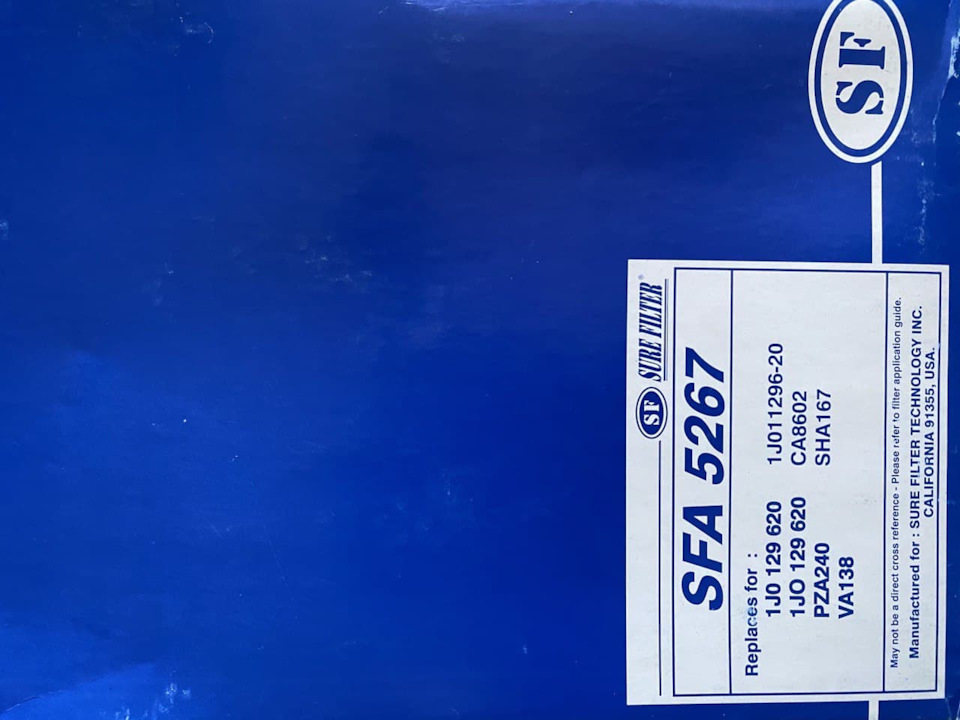 SF
SF SURE FILTER®
SFA 5267
Replaces for :
1J0 129 620 1J011296-20
1JO 129 620 CA8602
PZA240 SHA167
VA138
May not be a direct cross reference - Please refer to filter application guide.
Manufactured for : SURE FILTER TECHNOLOGY INC.
CALIFORNIA 91355, USA.